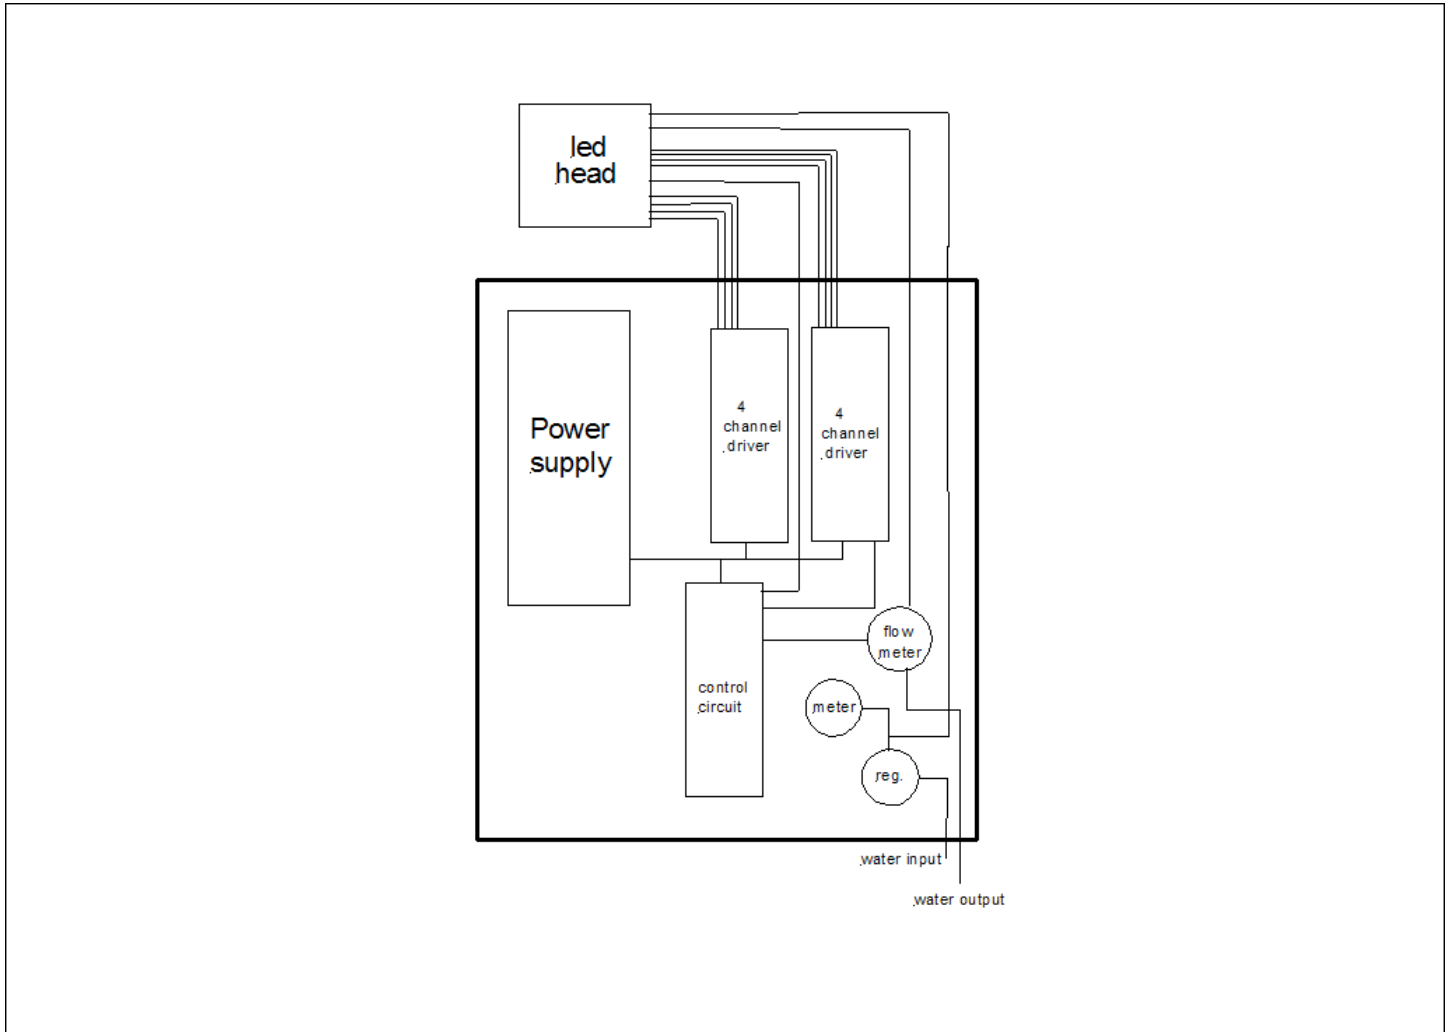 led
head
Power
supply
4
channel
driver
4
channel
driver
control
circuit
flow
meter
meter
reg.
water input
water output